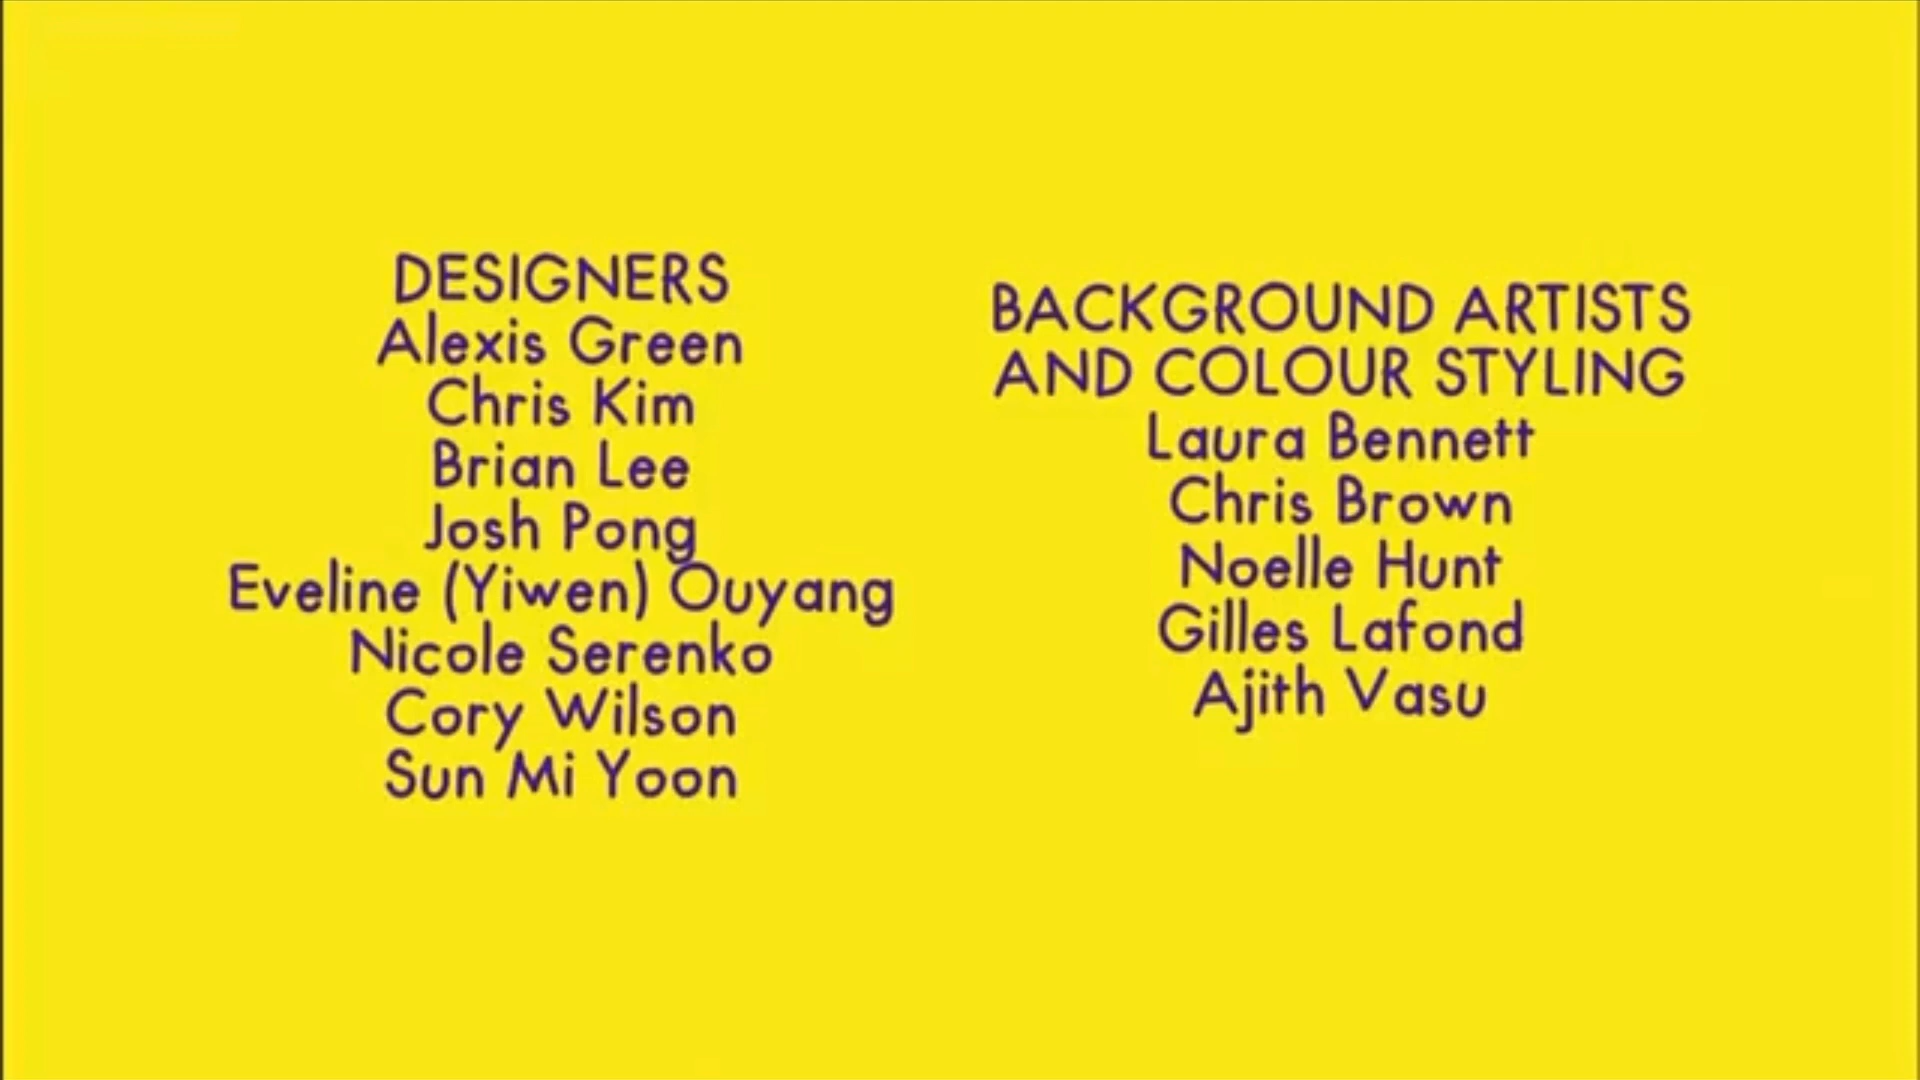 DESIGNERS
Alexis Green
Chris Kim
Brian Lee
Josh Pong
Eveline (Yiwen) Ouyang
Nicole Serenko
Cory Wilson
Sun Mi Yoon
BACKGROUND ARTISTS
AND COLOUR STYLING
Laura Bennett
Chris Brown
Noelle Hunt
Gilles Lafond
Ajith Vasu